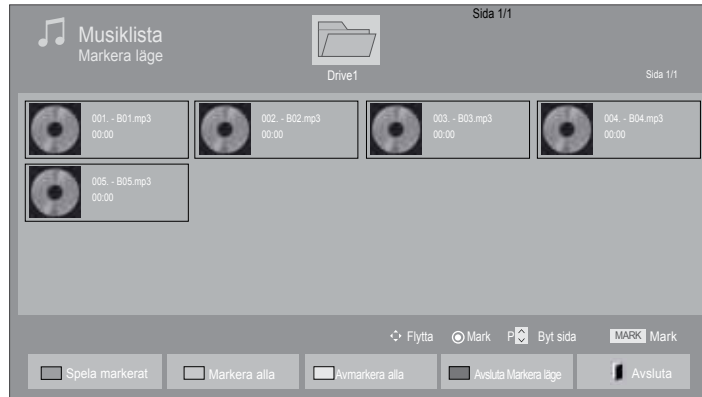 Sida 1/1
Musiklista
Markera läge
Drive1
Sida 1/1
001. - B01.mp3
00:00
002. - B02.mp3
00:00
003. - B03.mp3
00:00
004. - B04.mp3
00:00
005. - B05.mp3
00:00
Flytta Mark P Byt sida MARK Mark
Spela markerat Markera alla Avmarkera alla Avsluta Markera läge Avsluta